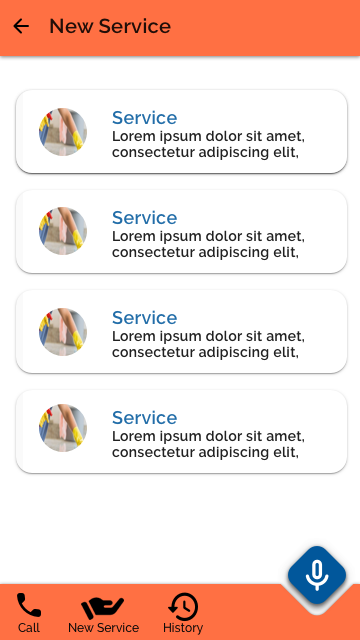 New Service
Service
Lorem ipsum dolor sit amet,
consectetur adipiscing elit,
Service
Lorem ipsum dolor sit amet,
consectetur adipiscing elit,
Service
Lorem ipsum dolor sit amet,
consectetur adipiscing elit,
Service
Lorem ipsum dolor sit amet,
consectetur adipiscing elit,
Call New Service History